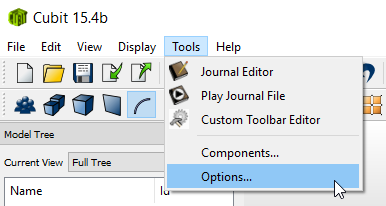 Cubit 15.4b
File Edit View Display Tools Help
Journal Editor
Play Journal File
Custom Toolbar Editor
Components...
Options...
Model Tree
Current View Full Tree
Name Id